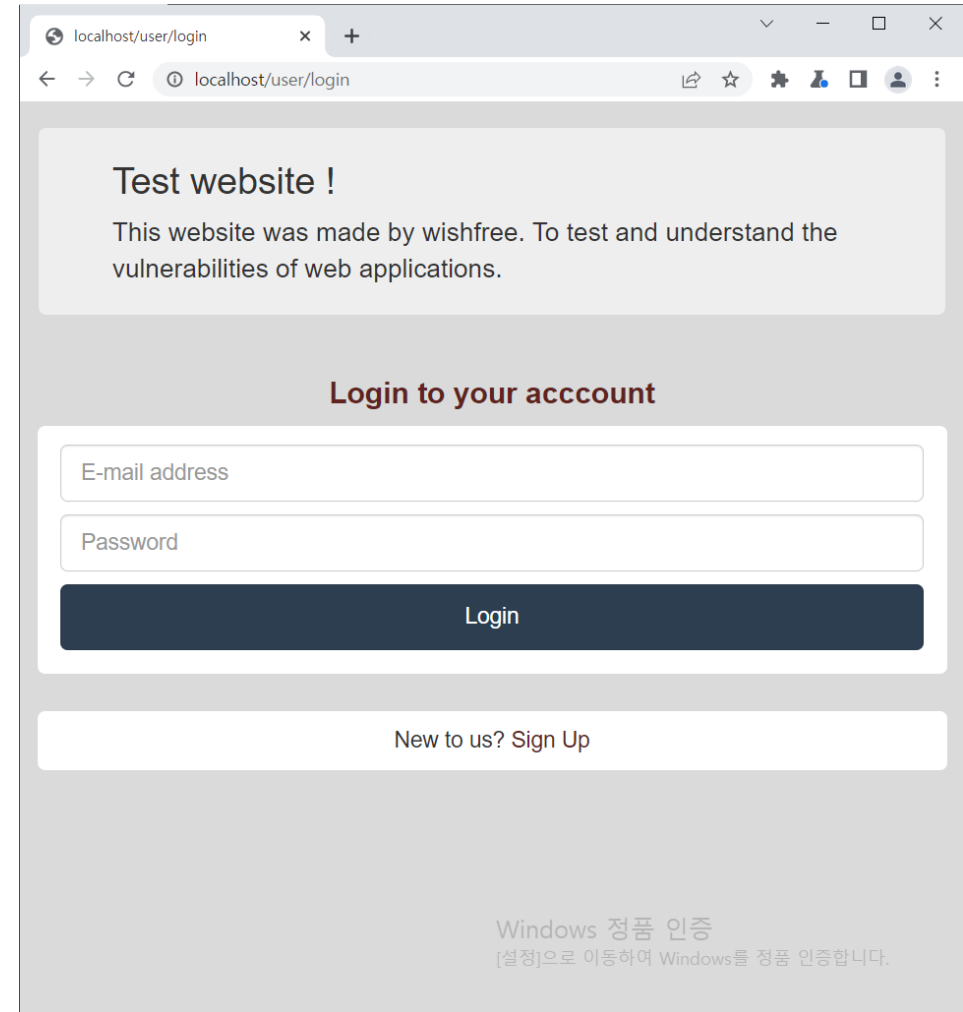 localhost/user/login
localhost/user/login
Test website !
This website was made by wishfree. To test and understand the
vulnerabilities of web applications.
Login to your acccount
E-mail address
Password
Login
New to us? Sign Up
Windows 정품 인증
[설정]으로 이동하여 Windows를 정품 인증합니다.